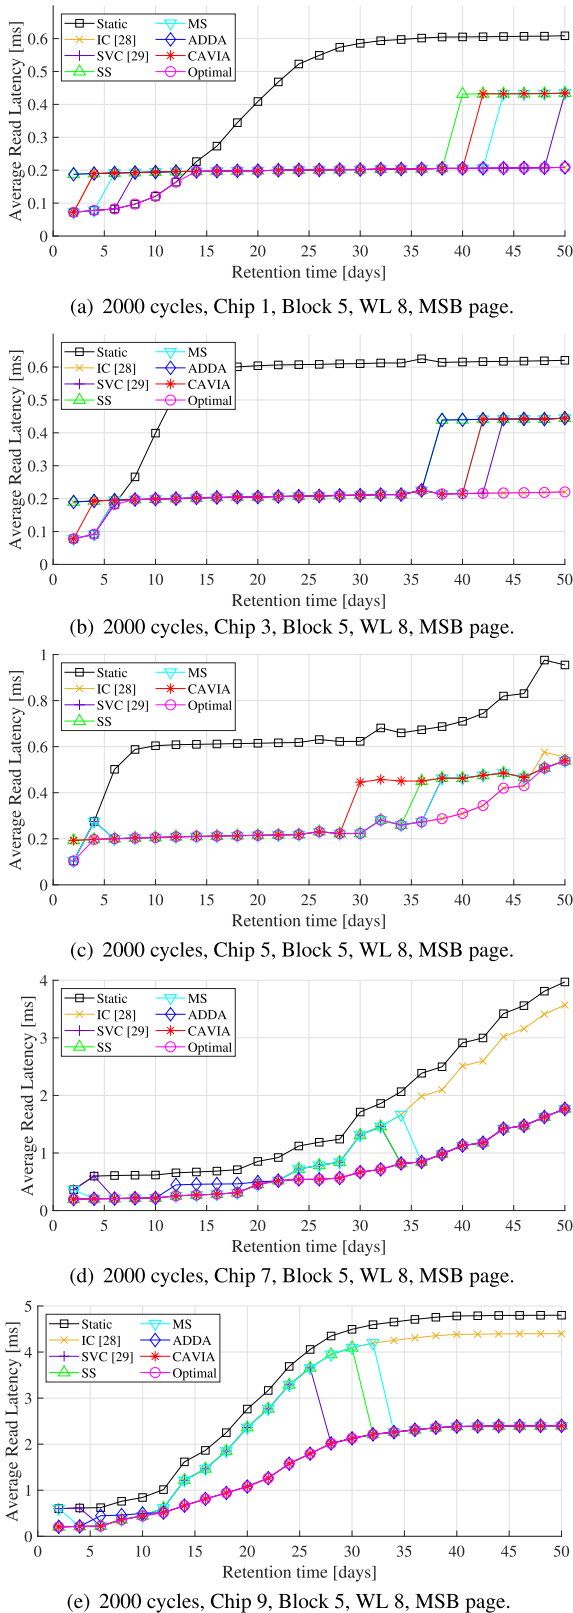 Average Read Latency [ms]
0.6
0.5
0.4
0.3
0.2
0.1
0
Static
IC [28]
SVC [29]
SS
MS
ADDA
CAVIA
Optimal
0 5 10 15 20 25 30 35 40 45 50
Retention time [days]
(a) 2000 cycles, Chip 1, Block 5, WL 8, MSB page.
Average Read Latency [ms]
0.6
0.5
0.4
0.3
0.2
0.1
0
Static
IC [28]
SVC [29]
SS
MS
ADDA
CAVIA
Optimal
0 5 10 15 20 25 30 35 40 45 50
Retention time [days]
(b) 2000 cycles, Chip 3, Block 5, WL 8, MSB page.
Average Read Latency [ms]
1
0.8
0.6
0.4
0.2
0
Static
IC [28]
SVC [29]
SS
MS
CAVIA
Optimal
0 5 10 15 20 25 30 35 40 45 50
Retention time [days]
(c) 2000 cycles, Chip 5, Block 5, WL 8, MSB page.
Average Read Latency [ms]
4
3
2
1
0
Static
IC [28]
SVC [29]
SS
MS
ADDA
CAVIA
Optimal
0 5 10 15 20 25 30 35 40 45 50
Retention time [days]
(d) 2000 cycles, Chip 7, Block 5, WL 8, MSB page.
Average Read Latency [ms]
5
4
3
2
1
0
Static
IC [28]
SVC [29]
SS
MS
ADDA
CAVIA
Optimal
0 5 10 15 20 25 30 35 40 45 50
Retention time [days]
(e) 2000 cycles, Chip 9, Block 5, WL 8, MSB page.